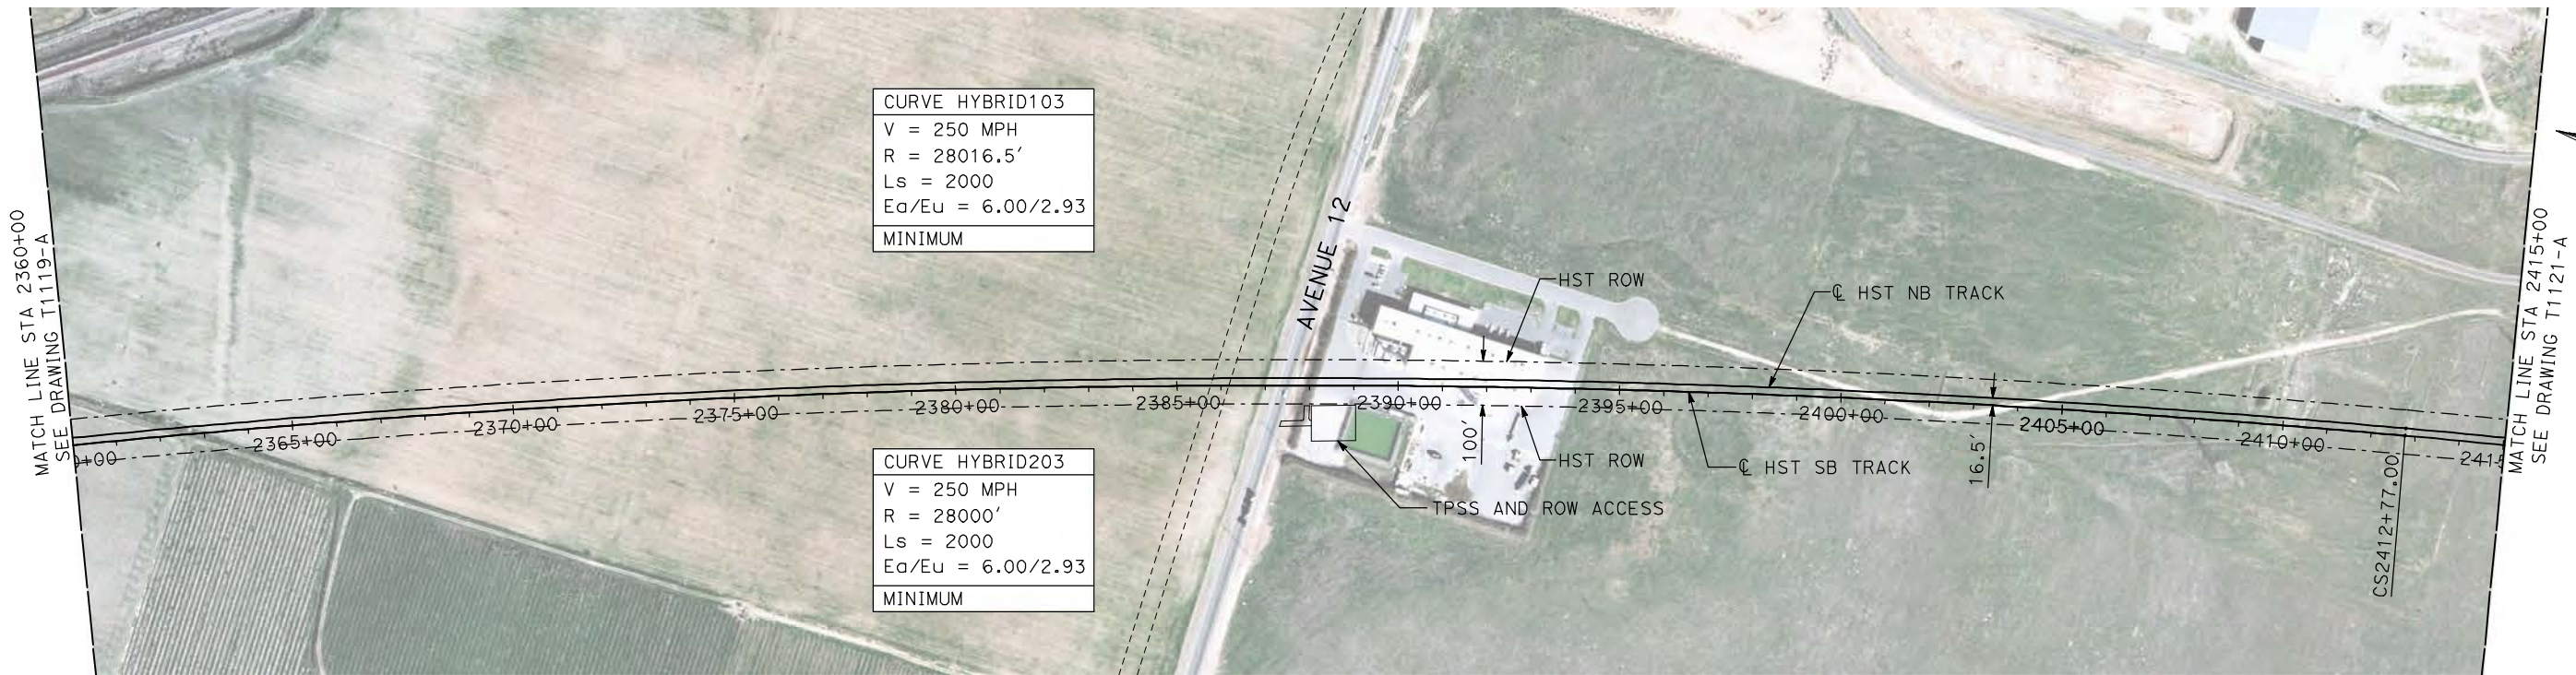 MATCH LINE STA 2360+00
SEE DRAWING T1119-A
CURVE HYBRID103
V = 250 MPH
R = 28016.5'
Ls = 2000
Ea/Eu = 6.00/2.93
MINIMUM
AVENUE 12
HST ROW
℄ HST NB TRACK
0+00
2365+00
2370+00
2375+00
2380+00
2385+00
2390+00
2395+00
2400+00
2405+00
2410+00
2415
100'
HST ROW
℄ HST SB TRACK
16.5'
TPSS AND ROW ACCESS
CS2412+77.00
CURVE HYBRID203
V = 250 MPH
R = 28000'
Ls = 2000
Ea/Eu = 6.00/2.93
MINIMUM
MATCH LINE STA 2415+00
SEE DRAWING T1121-A